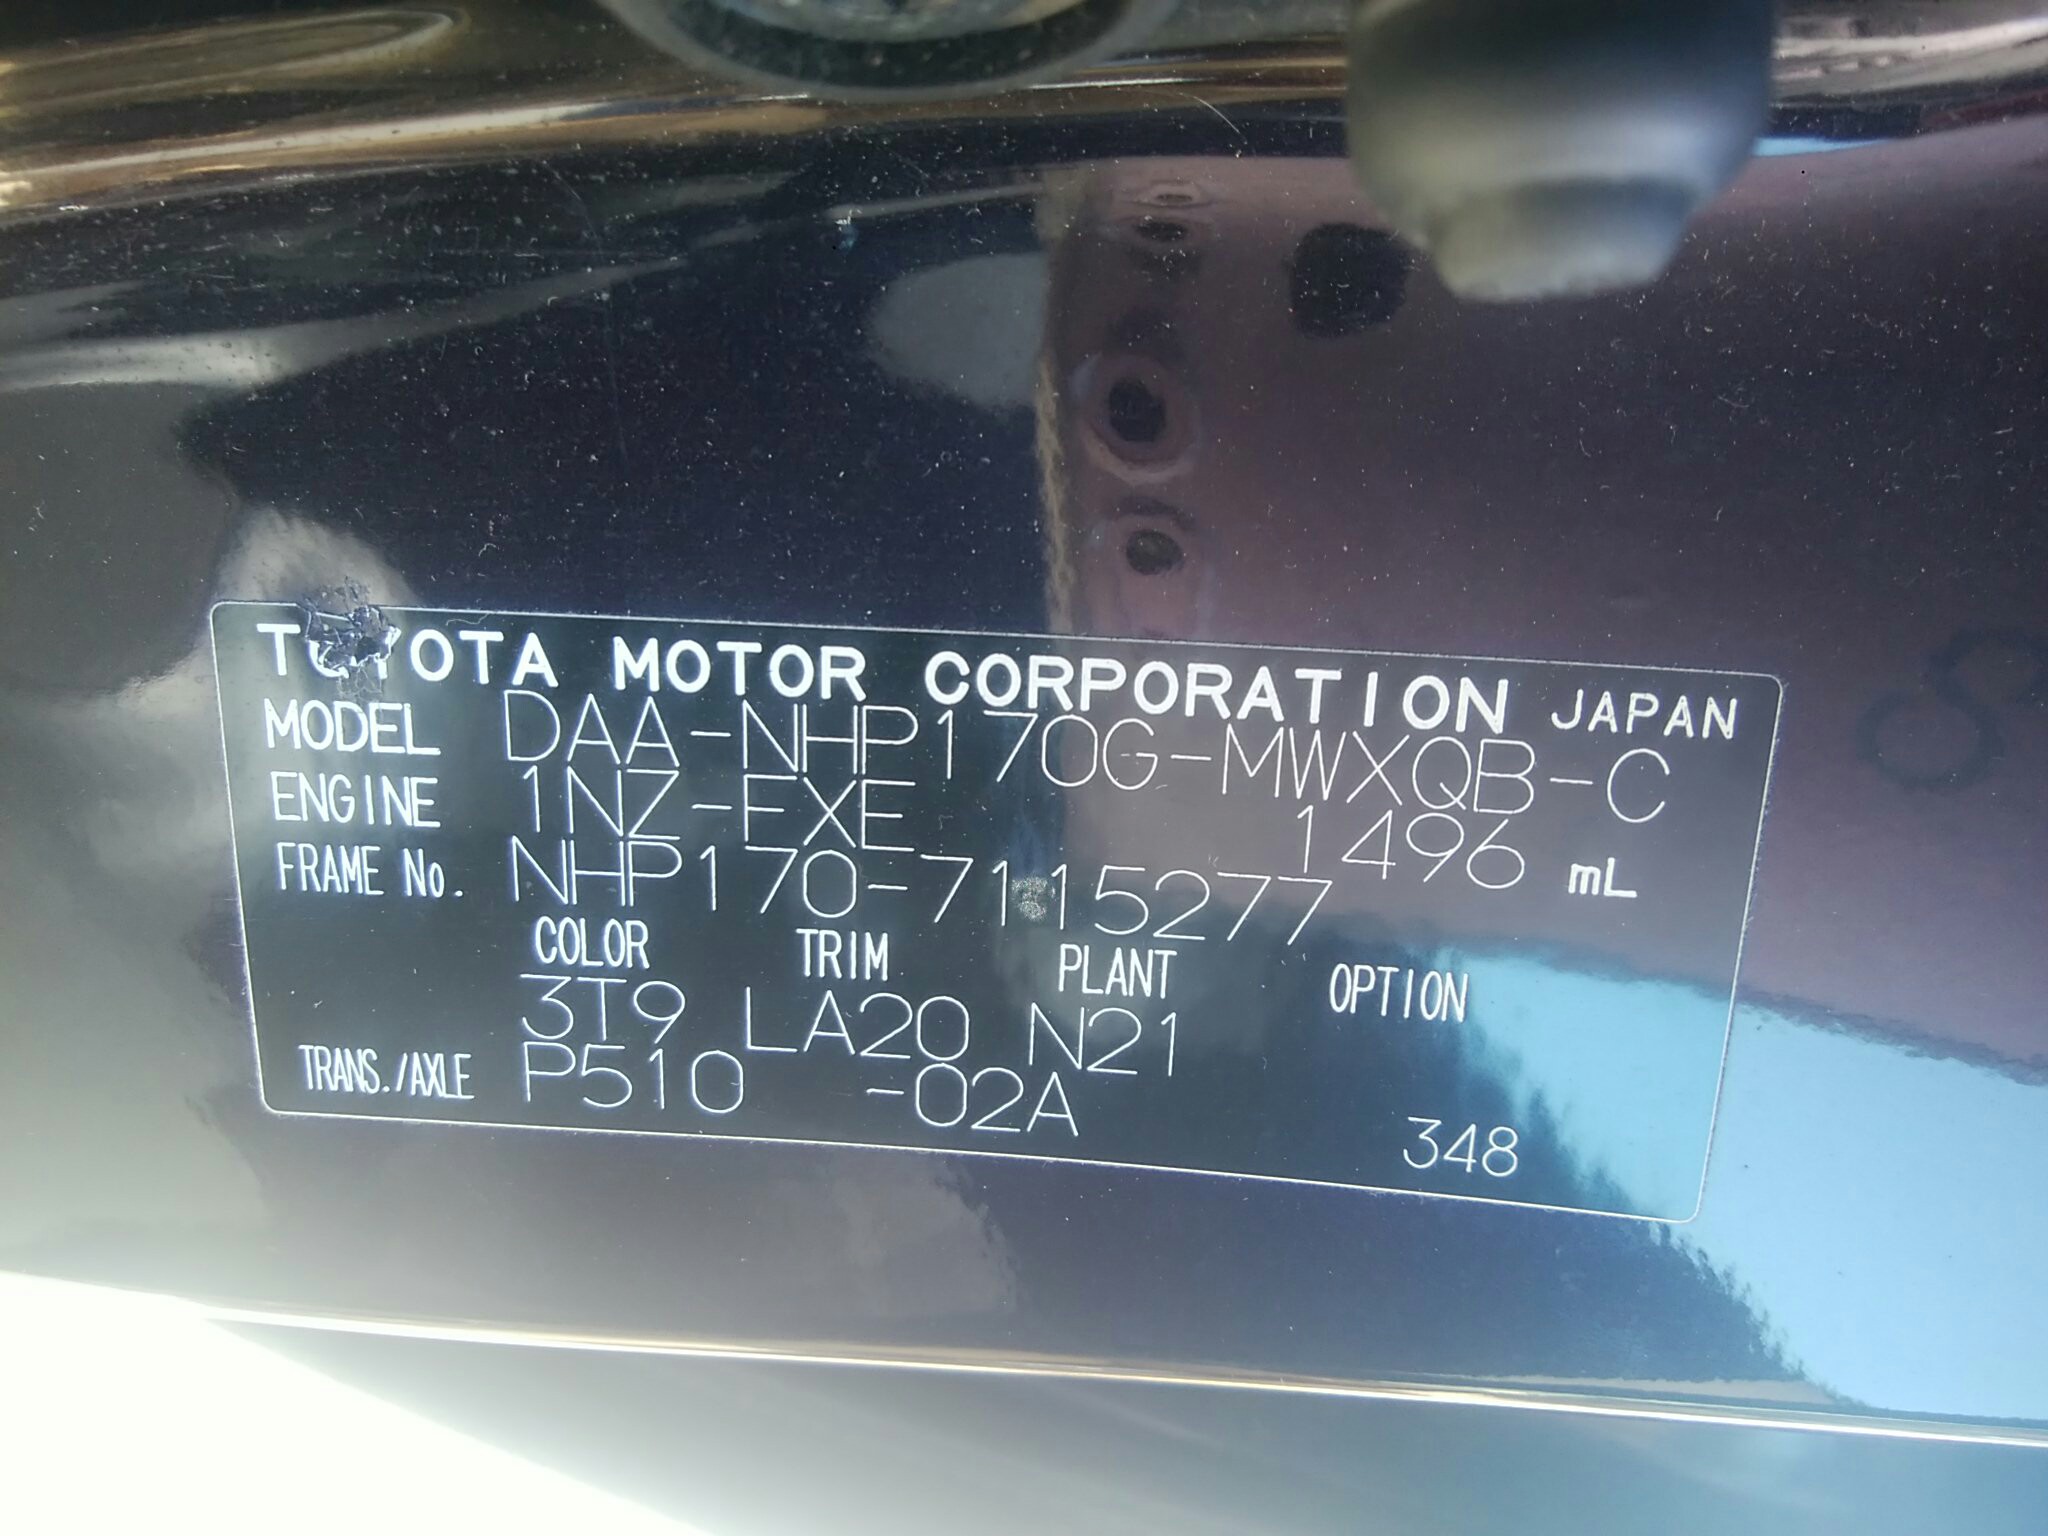 TOYOTA MOTOR CORPORATION JAPAN
MODEL DAA-NHP170G-MWXQB-C
ENGINE 1NZ-FXE 1496 mL
FRAME No. NHP170-7115277
COLOR TRIM PLANT OPTION
3T9 LA20 N21
TRANS./AXLE P510 -02A
348